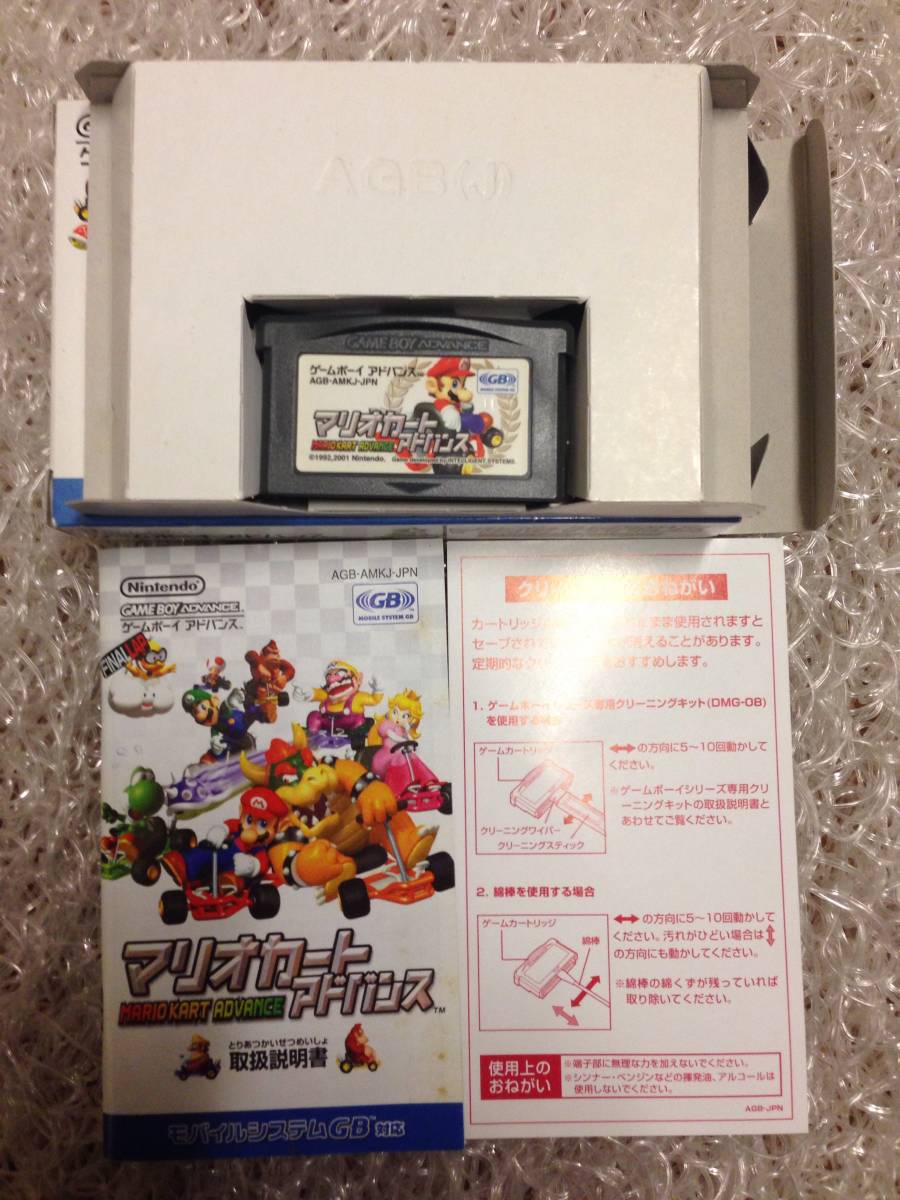 AGB
GAME BOY ADVANCE
ゲームボーイ アドバンス™
AGB-AMKJ-JPN
GB
MOBILE SYSTEM GB
マリオカート
MARIO KART ADVANCE アドバンス
©1992,2001 Nintendo. Game developed by INTELLIGENT SYSTEMS.
AGB-AMKJ-JPN
Nintendo
GAME BOY ADVANCE
ゲームボーイ アドバンス
GB
MOBILE SYSTEM GB
FINAL LAP
マリオカート
MARIO KART ADVANCE アドバンス™
とりあつかいせつめいしょ
取扱説明書
モバイルシステムGB 対応
おねがい
カートリッジ まま使用されますと
セーブされ 消えることがあります。
定期的な おすすめします。
1. ゲームボーイ ズ専用クリーニングキット(DMG-08)
を使用する場合
ゲームカートリッジ
クリーニングワイパー
クリーニングスティック
の方向に5〜10回動かして
ください。
※ゲームボーイシリーズ専用クリ
ーニングキットの取扱説明書と
あわせてご覧ください。
2. 綿棒を使用する場合
ゲームカートリッジ
綿棒
の方向に5〜10回動かして
ください。汚れがひどい場合は
の方向にも動かしてください。
※綿棒の綿くずが残っていれば
取り除いてください。
使用上の
おねがい
※端子部に無理な力を加えないでください。
※シンナー・ベンジンなどの揮発油、アルコールは
使用しないでください。
AGB-JPN